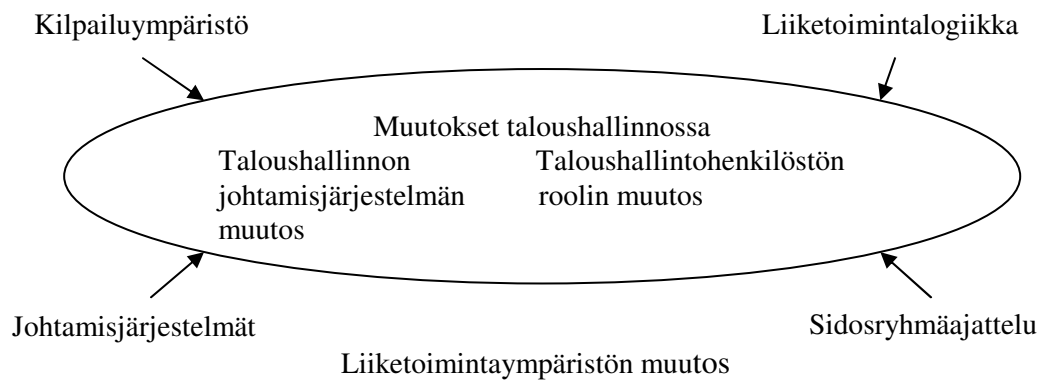 Kilpailuympäristö
Liiketoimintalogiikka
Muutokset taloushallinnossa
Taloushallinnon
johtamisjärjestelmän
muutos
Taloushallintohenkilöstön
roolin muutos
Johtamisjärjestelmät
Sidosryhmäajattelu
Liiketoimintaympäristön muutos